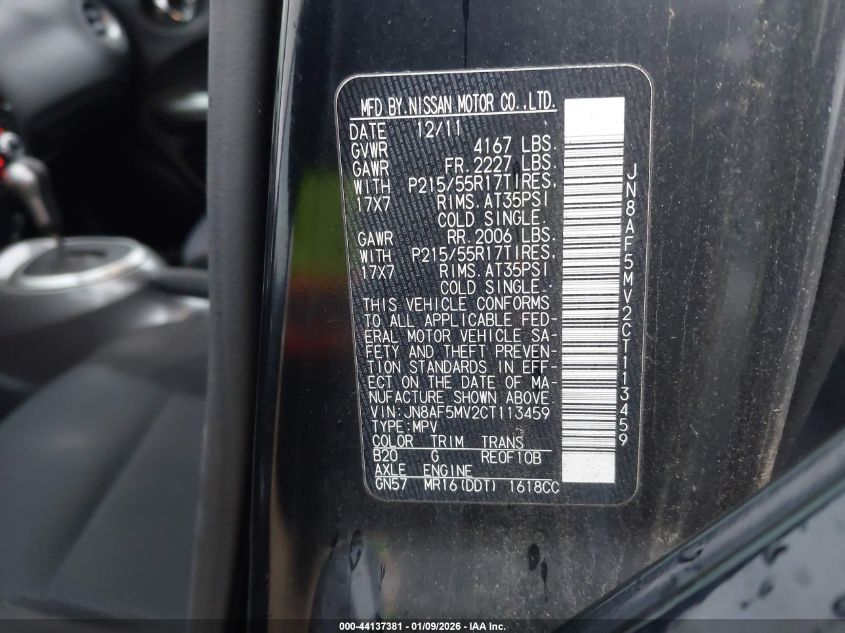 MFD.BY.NISSAN MOTOR CO.,LTD.
DATE 12/11
GVWR 4167 LBS.
GAWR FR.2227 LBS.
WITH P215/55R17TIRES,
17X7 RIMS.AT35PSI
COLD SINGLE.
GAWR RR.2006 LBS.
WITH P215/55R17TIRES,
17X7 RIMS.AT35PSI
COLD SINGLE.
THIS VEHICLE CONFORMS
TO ALL APPLICABLE FED-
ERAL MOTOR VEHICLE SA-
FETY AND THEFT PREVEN-
TION STANDARDS IN EFF-
ECT ON THE DATE OF MA-
NUFACTURE SHOWN ABOVE.
VIN:JN8AF5MV2CT113459
TYPE:MPV
COLOR TRIM TRANS
B20 G REOF10B
AXLE ENGINE
GN57 MR16(DDT) 1618CC
JN8AF5MV2CT113459
000-44137381 - 01/09/2026 - IAA Inc.